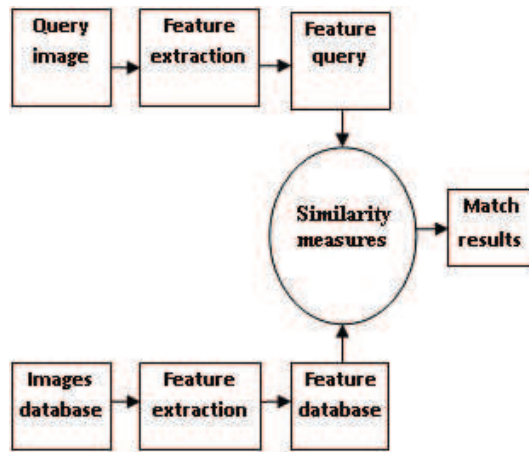 Query
image
Feature
extraction
Feature
query
Similarity
measures
Match
results
Images
database
Feature
extraction
Feature
database